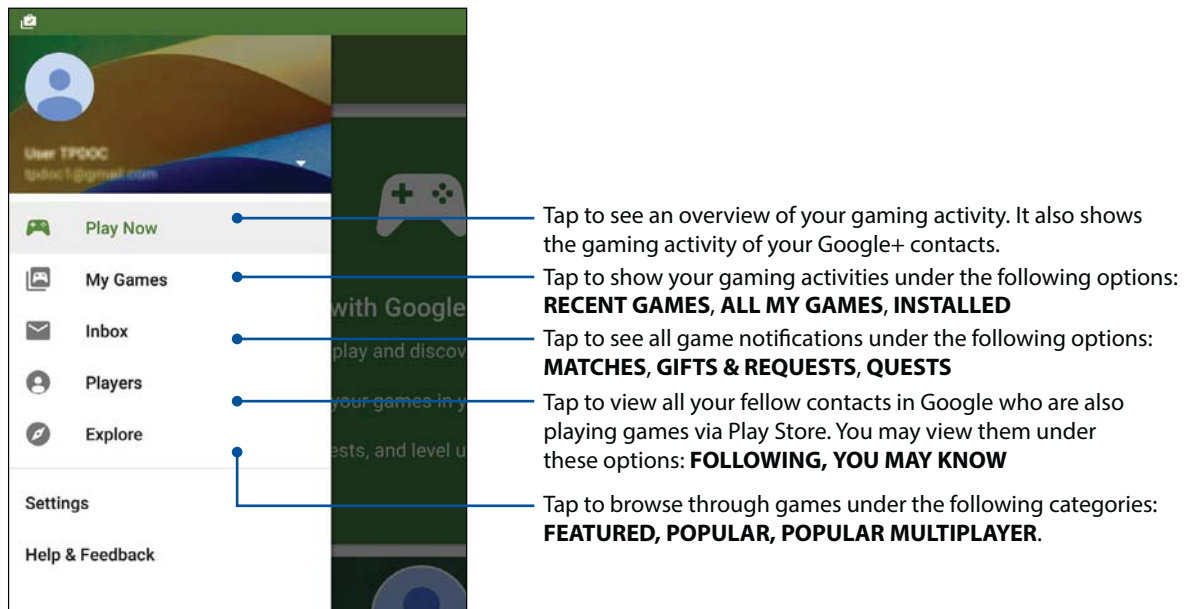 User TPDOC
tpdoc1@gmail.com
Play Now
My Games
Inbox
Players
Explore
Settings
Help & Feedback
with Google
play and discov
your games in y
ests, and level u
Tap to see an overview of your gaming activity. It also shows
the gaming activity of your Google+ contacts.
Tap to show your gaming activities under the following options:
RECENT GAMES, ALL MY GAMES, INSTALLED
Tap to see all game notifications under the following options:
MATCHES, GIFTS & REQUESTS, QUESTS
Tap to view all your fellow contacts in Google who are also
playing games via Play Store. You may view them under
these options: FOLLOWING, YOU MAY KNOW
Tap to browse through games under the following categories:
FEATURED, POPULAR, POPULAR MULTIPLAYER.